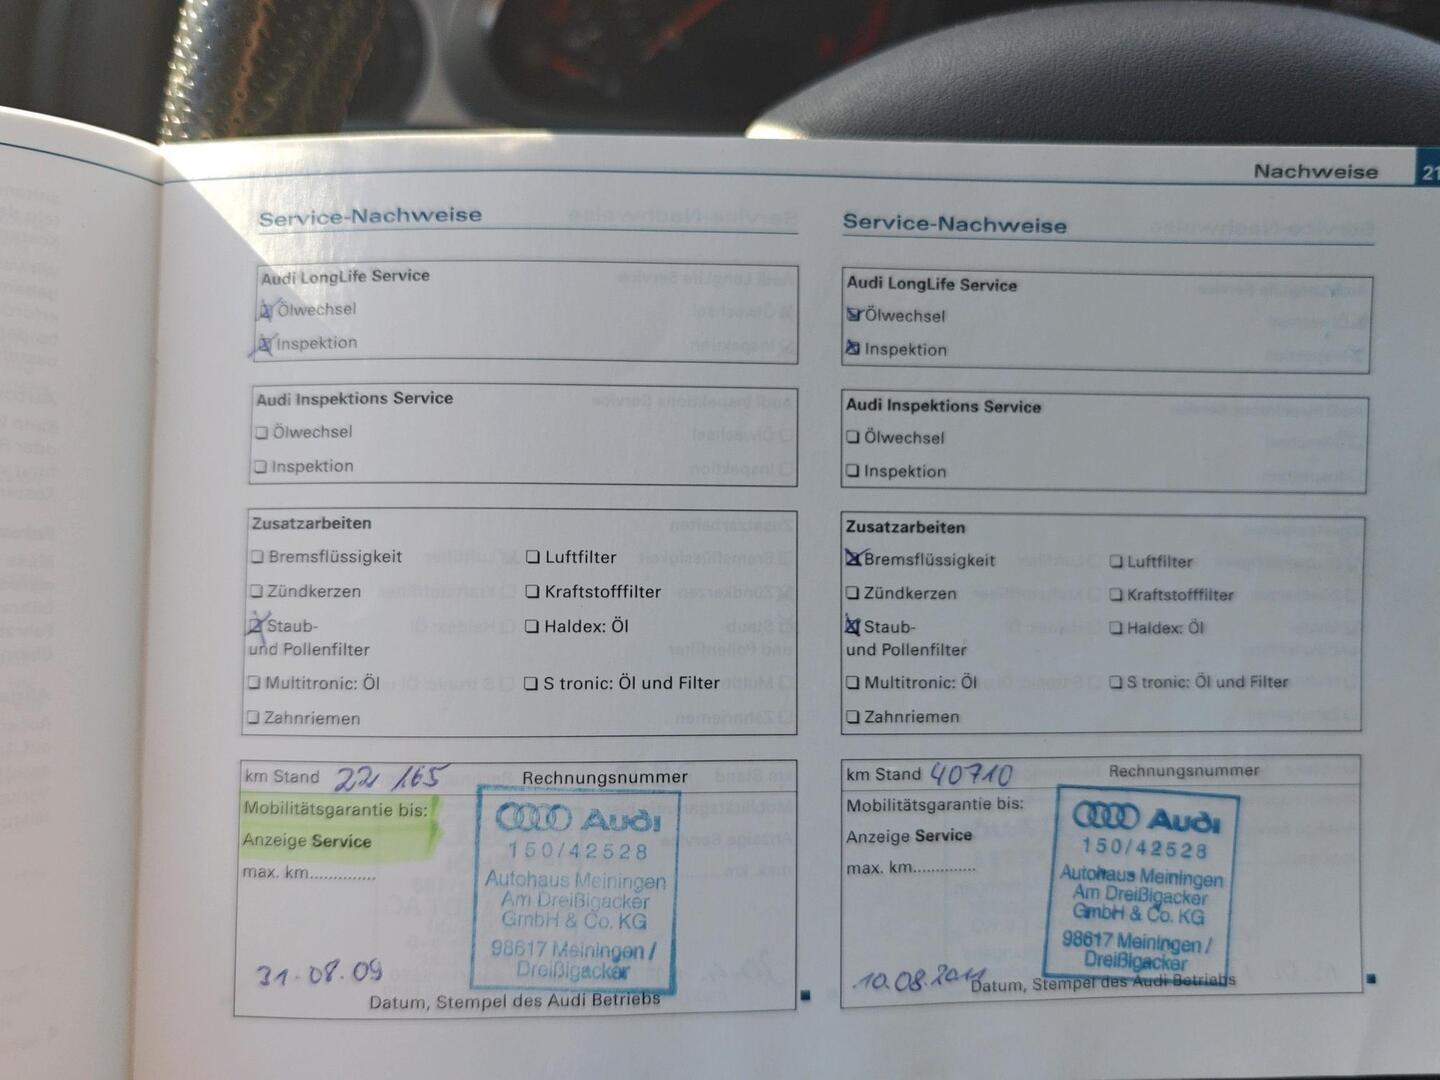 Nachweise 21
Service-Nachweise
Audi LongLife Service
Ölwechsel
Inspektion
Audi Inspektions Service
Ölwechsel
Inspektion
Zusatzarbeiten
Bremsflüssigkeit Luftfilter
Zündkerzen Kraftstofffilter
Staub- Haldex: Öl
und Pollenfilter
Multitronic: Öl S tronic: Öl und Filter
Zahnriemen
km Stand 22 165 Rechnungsnummer
Mobilitätsgarantie bis:
Anzeige Service
max. km..............
Audi
150/42528
Autohaus Meiningen
Am Dreißigacker
GmbH & Co. KG
98617 Meiningen/
Dreißigacker
31.08.09
Datum, Stempel des Audi Betriebs
Service-Nachweise
Audi LongLife Service
Ölwechsel
Inspektion
Audi Inspektions Service
Ölwechsel
Inspektion
Zusatzarbeiten
Bremsflüssigkeit Luftfilter
Zündkerzen Kraftstofffilter
Staub- Haldex: Öl
und Pollenfilter
Multitronic: Öl S tronic: Öl und Filter
Zahnriemen
km Stand 40710 Rechnungsnummer
Mobilitätsgarantie bis:
Anzeige Service
max. km..............
Audi
150/42528
Autohaus Meiningen
Am Dreißigacker
GmbH & Co. KG
98617 Meiningen/
Dreißigacker
10.08.2011
Datum, Stempel des Audi Betriebs